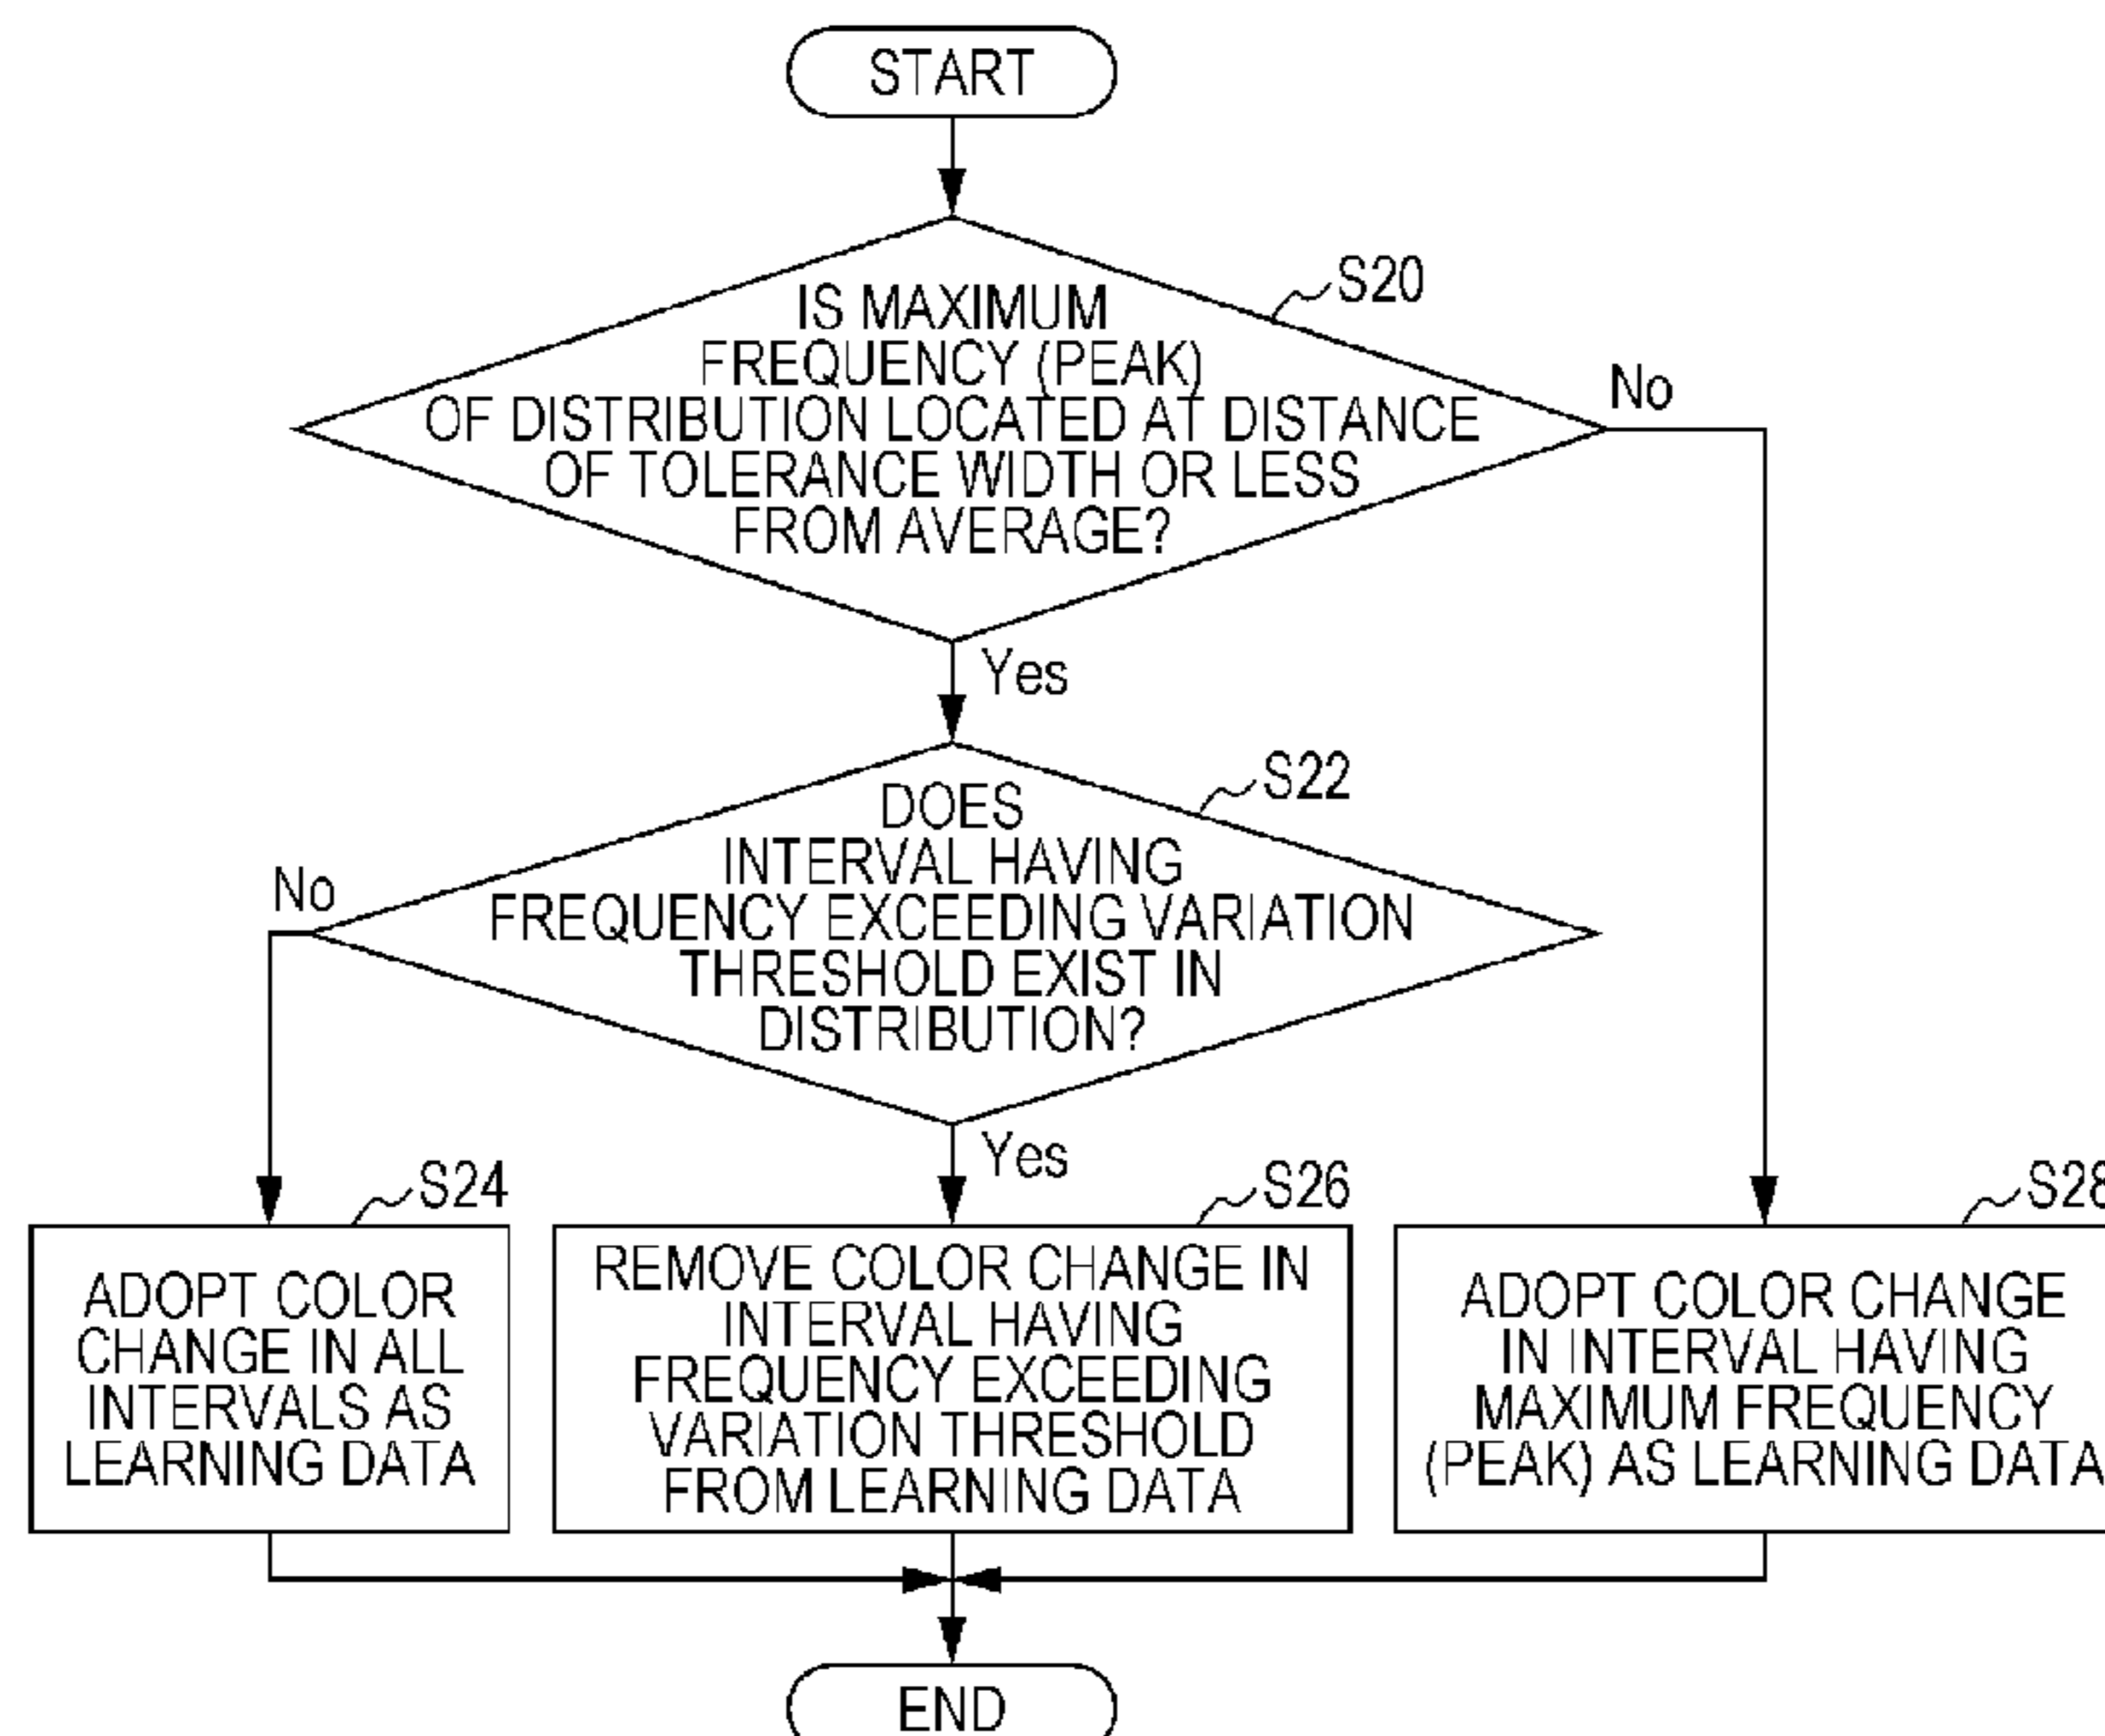 START
S20
IS MAXIMUM
FREQUENCY (PEAK)
OF DISTRIBUTION LOCATED AT DISTANCE
OF TOLERANCE WIDTH OR LESS
FROM AVERAGE?
No
Yes
S22
DOES
INTERVAL HAVING
FREQUENCY EXCEEDING VARIATION
THRESHOLD EXIST IN
DISTRIBUTION?
No
Yes
S24
ADOPT COLOR
CHANGE IN ALL
INTERVALS AS
LEARNING DATA
S26
REMOVE COLOR CHANGE IN
INTERVAL HAVING
FREQUENCY EXCEEDING
VARIATION THRESHOLD
FROM LEARNING DATA
S28
ADOPT COLOR CHANGE
IN INTERVAL HAVING
MAXIMUM FREQUENCY
(PEAK) AS LEARNING DATA
END